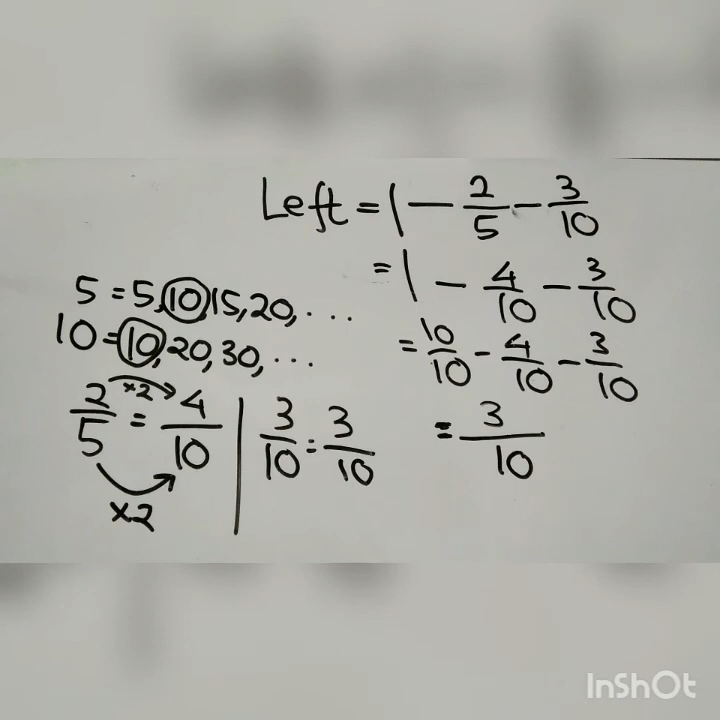 Left = 1 - 2/5 - 3/10
= 1 - 4/10 - 3/10
= 10/10 - 4/10 - 3/10
= 3/10
5 = 5, 10, 15, 20, ...
10 = 10, 20, 30, ...
×2
2/5 = 4/10 | 3/10 = 3/10
×2
InShOt